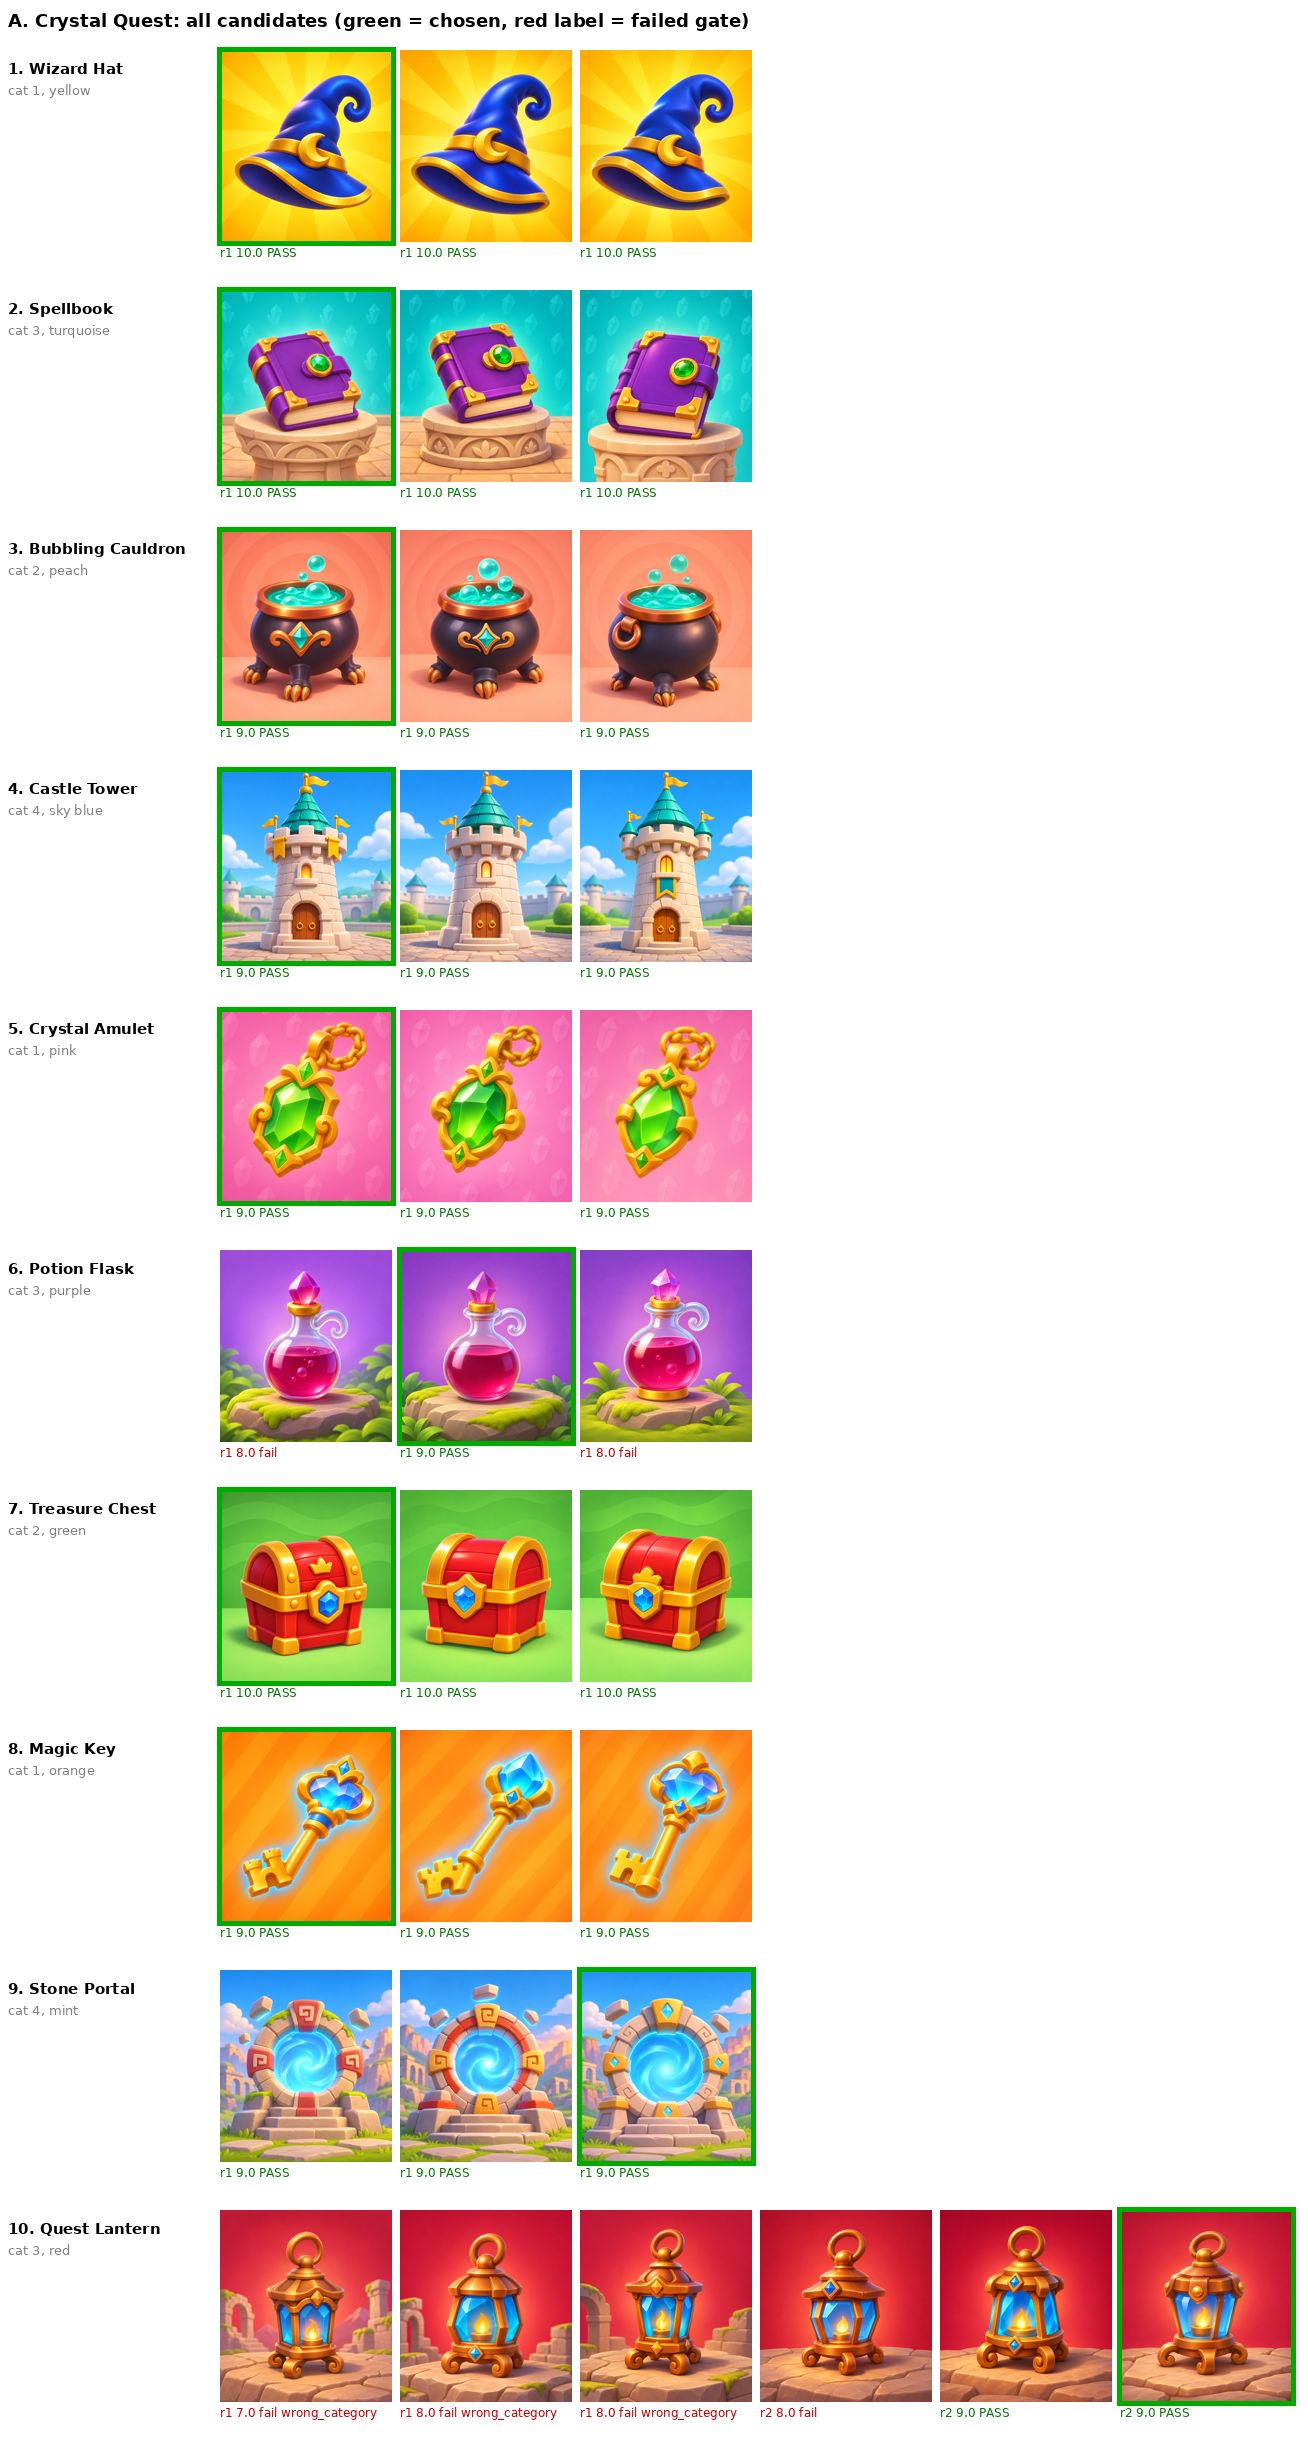 A. Crystal Quest: all candidates (green = chosen, red label = failed gate)
1. Wizard Hat
cat 1, yellow
r1 10.0 PASS
r1 10.0 PASS
r1 10.0 PASS
2. Spellbook
cat 3, turquoise
r1 10.0 PASS
r1 10.0 PASS
r1 10.0 PASS
3. Bubbling Cauldron
cat 2, peach
r1 9.0 PASS
r1 9.0 PASS
r1 9.0 PASS
4. Castle Tower
cat 4, sky blue
r1 9.0 PASS
r1 9.0 PASS
r1 9.0 PASS
5. Crystal Amulet
cat 1, pink
r1 9.0 PASS
r1 9.0 PASS
r1 9.0 PASS
6. Potion Flask
cat 3, purple
r1 8.0 fail
r1 9.0 PASS
r1 8.0 fail
7. Treasure Chest
cat 2, green
r1 10.0 PASS
r1 10.0 PASS
r1 10.0 PASS
8. Magic Key
cat 1, orange
r1 9.0 PASS
r1 9.0 PASS
r1 9.0 PASS
9. Stone Portal
cat 4, mint
r1 9.0 PASS
r1 9.0 PASS
r1 9.0 PASS
10. Quest Lantern
cat 3, red
r1 7.0 fail wrong_category
r1 8.0 fail wrong_category
r1 8.0 fail wrong_category
r2 8.0 fail
r2 9.0 PASS
r2 9.0 PASS